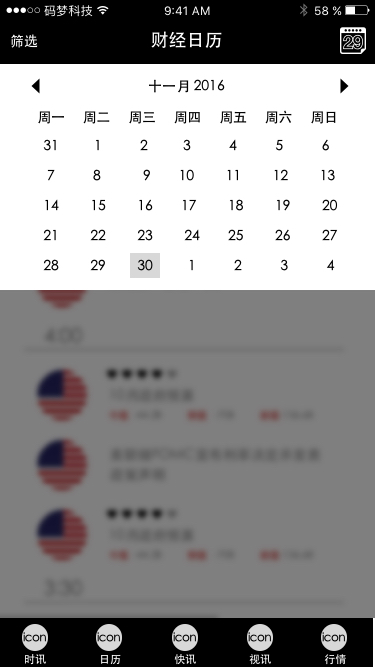 码梦科技 9:41 AM 58 %
筛选 财经日历 29
十一月 2016
周一 周二 周三 周四 周五 周六 周日
31 1 2 3 4 5 6
7 8 9 10 11 12 13
14 15 16 17 18 19 20
21 22 23 24 25 26 27
28 29 30 1 2 3 4
4:00
3:30
icon icon icon icon icon
时讯 日历 快讯 视讯 行情